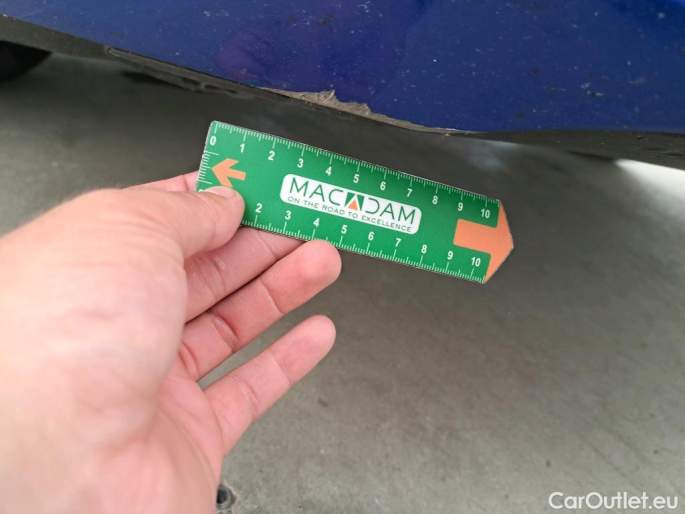 0 1 2 3 4 5 6 7 8 9 10
MACADAM
ON THE ROAD TO EXCELLENCE
2 3 4 5 6 7 8 9 10
CarOutlet.eu